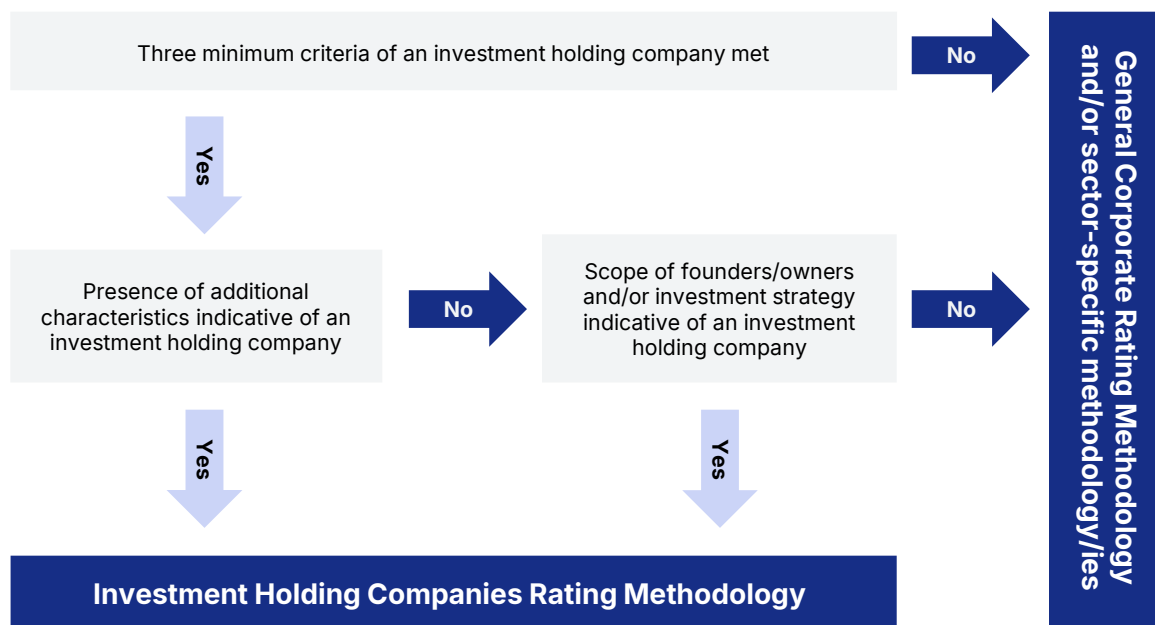 Three minimum criteria of an investment holding company met
No
Yes
Presence of additional
characteristics indicative of an
investment holding company
No
Scope of founders/owners
and/or investment strategy
indicative of an investment
holding company
No
Yes
Yes
Investment Holding Companies Rating Methodology
General Corporate Rating Methodology
and/or sector-specific methodology/ies